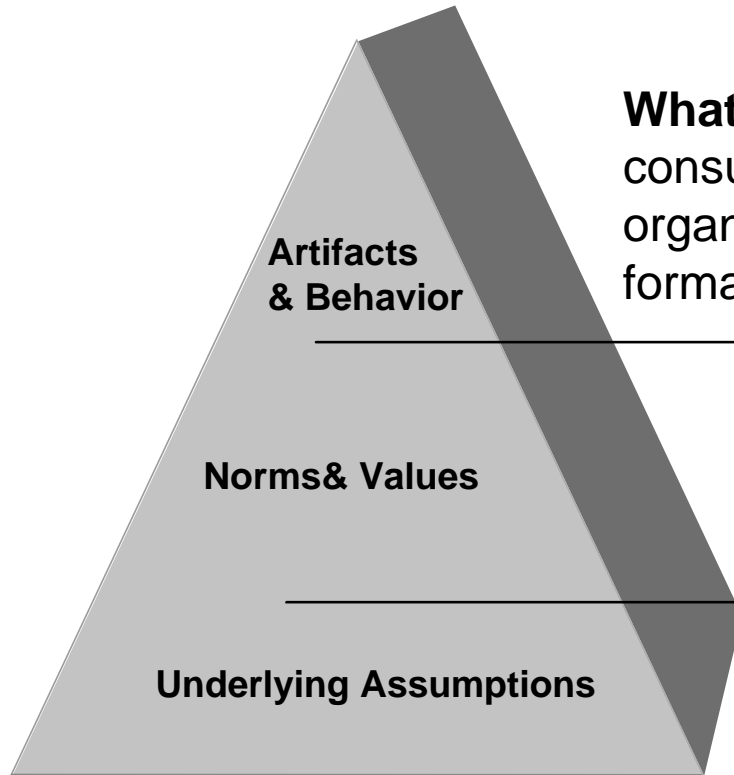 What
consu
organ
forma
Artifacts
& Behavior
Norms& Values
Underlying Assumptions